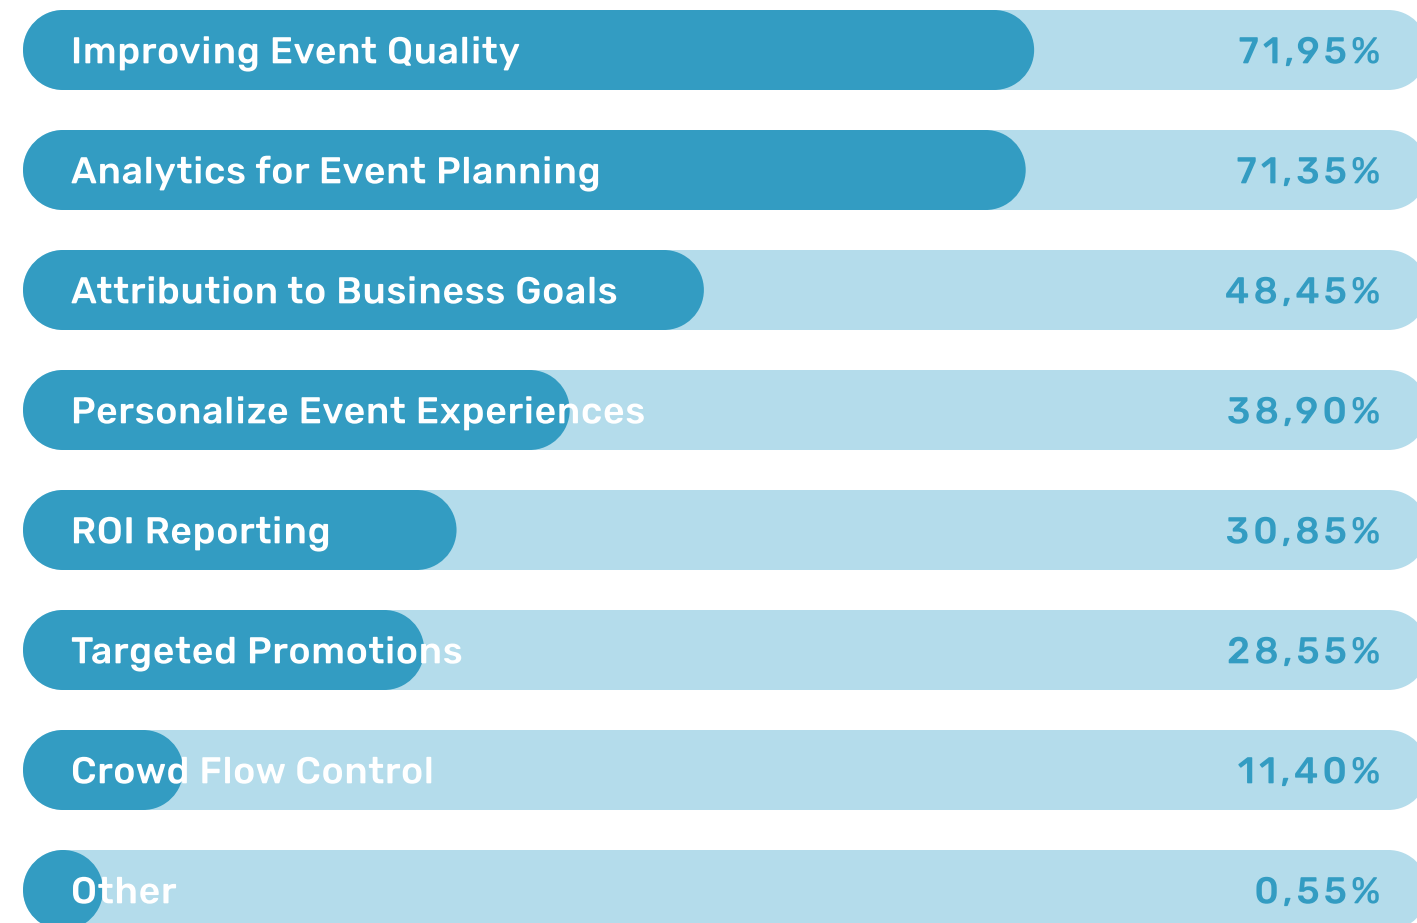 Improving Event Quality 71,95%
Analytics for Event Planning 71,35%
Attribution to Business Goals 48,45%
Personalize Event Experiences 38,90%
ROI Reporting 30,85%
Targeted Promotions 28,55%
Crowd Flow Control 11,40%
Other 0,55%